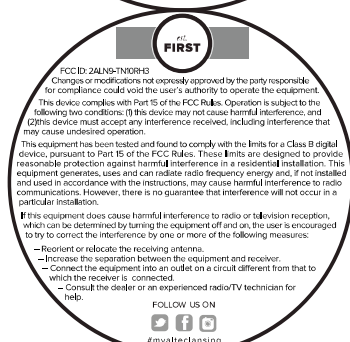 est.
FIRST
FCC ID: 2ALN9-TN10RH3
Changes or modifications not expressly approved by the party responsible
for compliance could void the user's authority to operate the equipment.
This device complies with Part 15 of the FCC Rules. Operation is subject to the
following two conditions: (1) this device may not cause harmful interference, and
(2)this device must accept any interference received, including interference that
may cause undesired operation.
This equipment has been tested and found to comply with the limits for a Class B digital
device, pursuant to Part 15 of the FCC Rules. These limits are designed to provide
reasonable protection against harmful interference in a residential installation. This
equipment generates, uses and can radiate radio frequency energy and, if not installed
and used in accordance with the instructions, may cause harmful interference to radio
communications. However, there is no guarantee that interference will not occur in a
particular installation.
If this equipment does cause harmful interference to radio or television reception,
which can be determined by turning the equipment off and on, the user is encouraged
to try to correct the interference by one or more of the following measures:
– Reorient or relocate the receiving antenna.
– Increase the separation between the equipment and receiver.
– Connect the equipment into an outlet on a circuit different from that to
which the receiver is connected.
– Consult the dealer or an experienced radio/TV technician for
help.
FOLLOW US ON